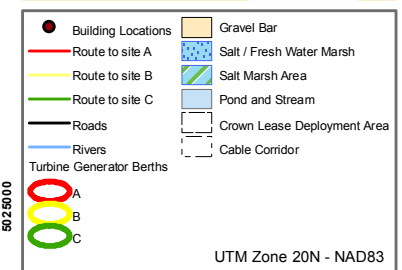 Building Locations
Route to site A
Route to site B
Route to site C
Roads
Rivers
Turbine Generator Berths
A
B
C
Gravel Bar
Salt / Fresh Water Marsh
Salt Marsh Area
Pond and Stream
Crown Lease Deployment Area
Cable Corridor
UTM Zone 20N - NAD83
5025000